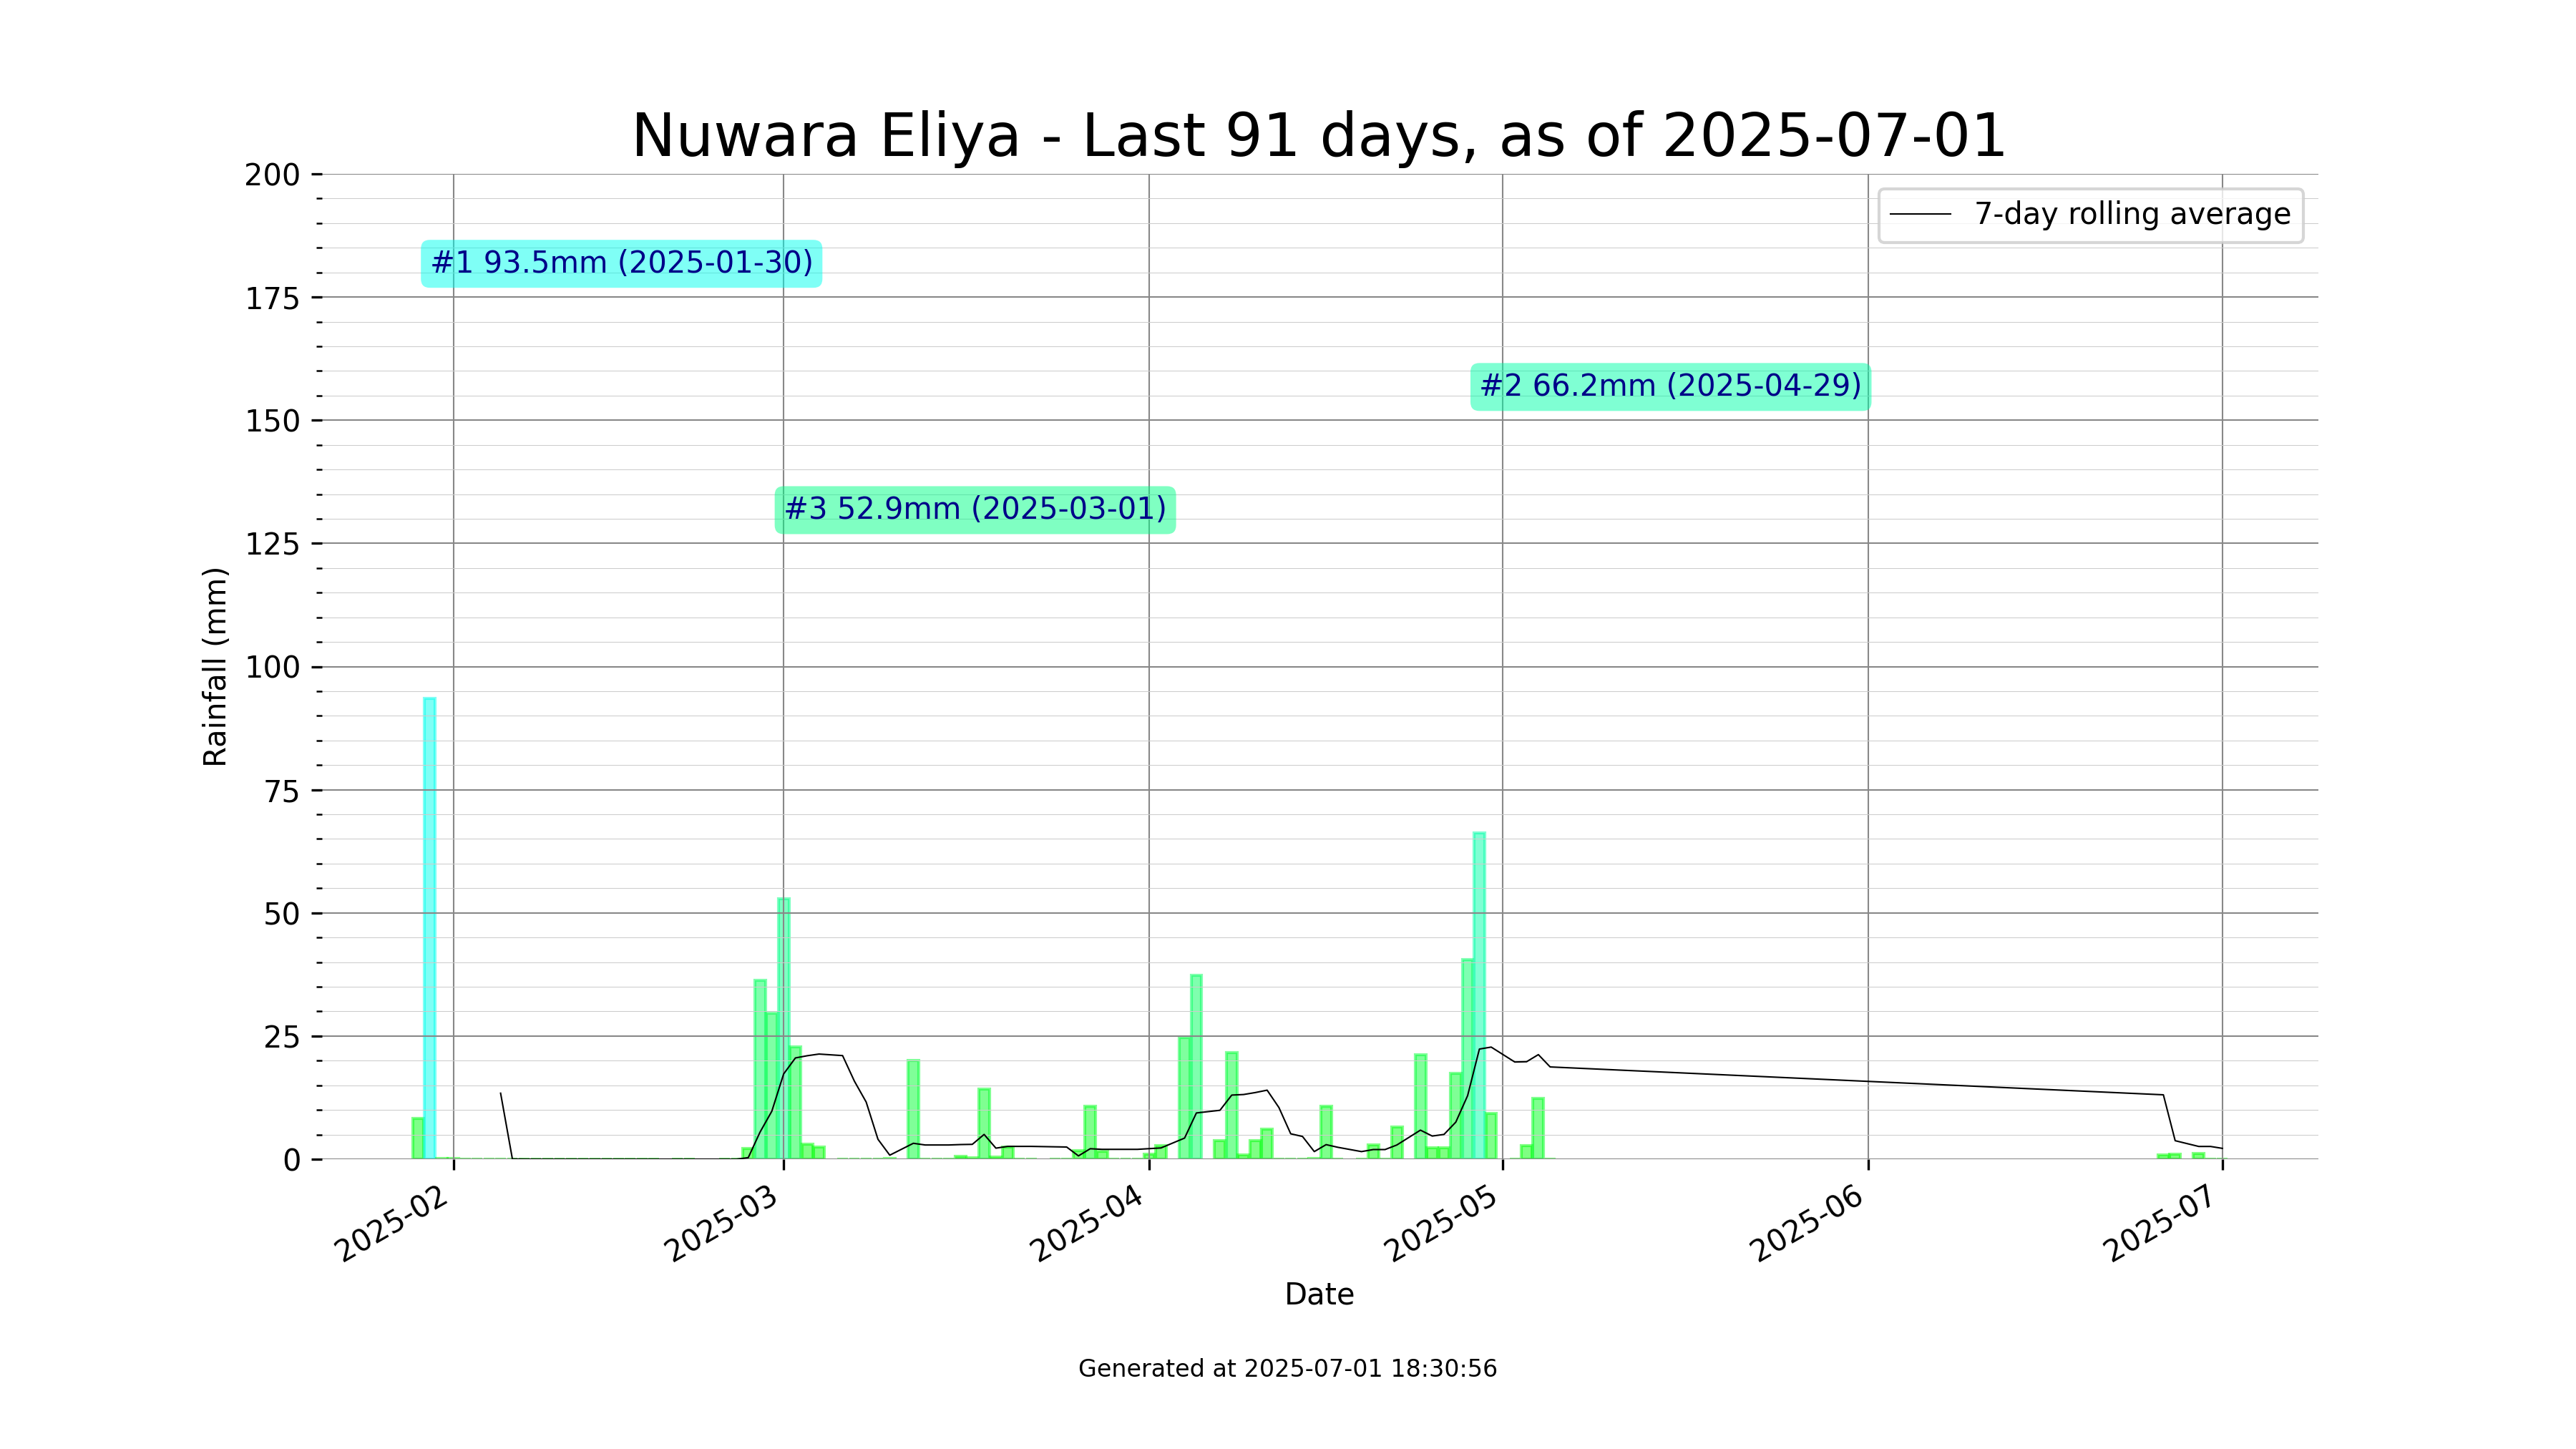 Nuwara Eliya - Last 91 days, as of 2025-07-01
200
175
150
125
100
75
50
25
0
Rainfall (mm)
7-day rolling average
#1 93.5mm (2025-01-30)
#2 66.2mm (2025-04-29)
#3 52.9mm (2025-03-01)
2025-02
2025-03
2025-04
2025-05
2025-06
2025-07
Date
Generated at 2025-07-01 18:30:56